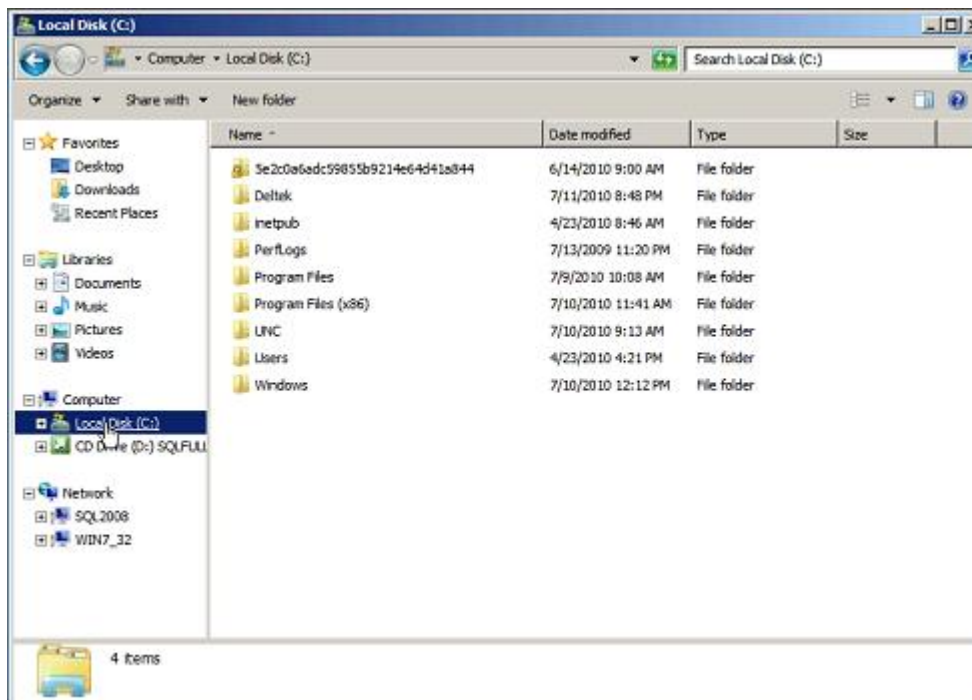 Local Disk (C:)
Computer Local Disk (C:)
Search Local Disk (C:)
Organize Share with New folder
Name Date modified Type Size
Favorites
Desktop
Downloads
Recent Places
Libraries
Documents
Music
Pictures
Videos
Computer
Local Disk (C:)
CD Drive (D:) SQLFULL
Network
SQL2008
WIN7_32
5e2c0a6adc59855b9214e64d41a844 6/14/2010 9:00 AM File folder
Deltek 7/11/2010 8:48 PM File folder
inetpub 4/23/2010 8:46 AM File folder
PerfLogs 7/13/2009 11:20 PM File folder
Program Files 7/9/2010 10:08 AM File folder
Program Files (x86) 7/10/2010 11:41 AM File folder
UNC 7/10/2010 9:13 AM File folder
Users 4/23/2010 4:21 PM File folder
Windows 7/10/2010 12:12 PM File folder
4 items